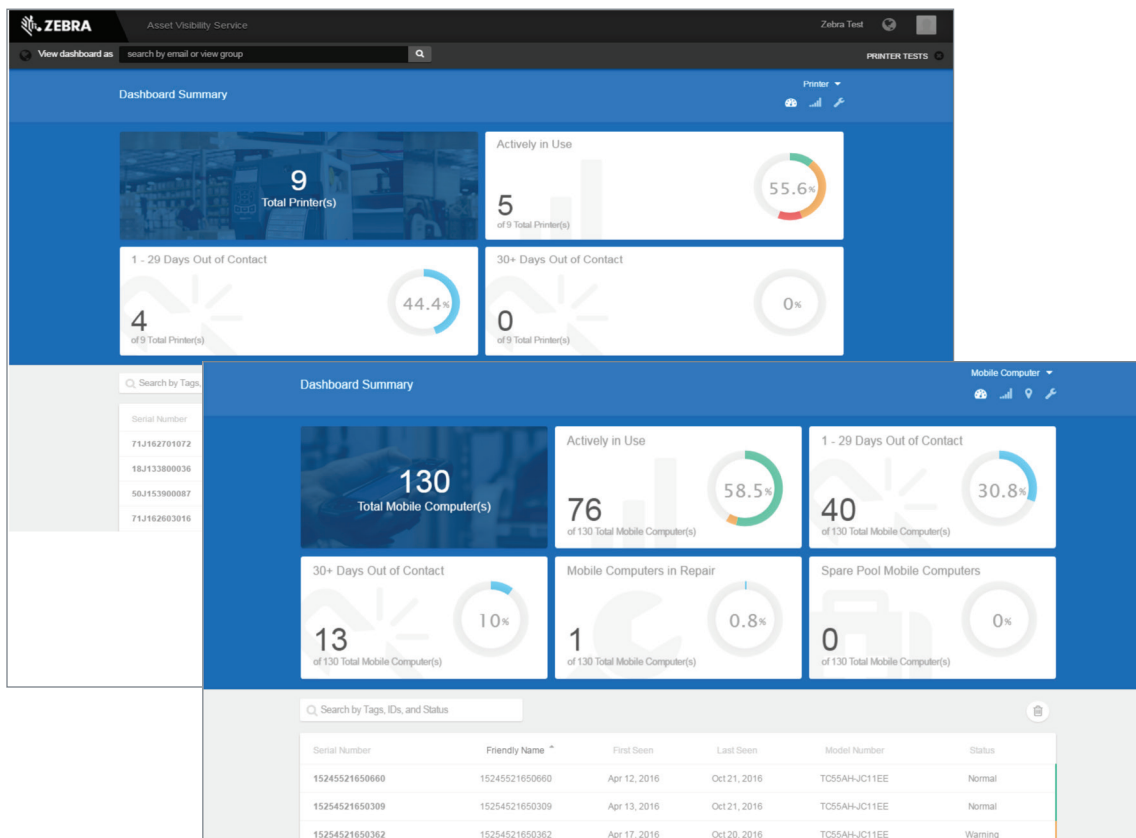 ZEBRA Asset Visibility Service Zebra Test
View dashboard as search by email or view group PRINTER TESTS
Dashboard Summary Printer
9
Total Printer(s)
Actively in Use
5
of 9 Total Printer(s)
55.6%
1 - 29 Days Out of Contact
4
of 9 Total Printer(s)
44.4%
30+ Days Out of Contact
0
of 9 Total Printer(s)
0%
Search by Tags,
Serial Number
71J162701072
18J133800036
50J153900087
71J162603016
Dashboard Summary Mobile Computer
130
Total Mobile Computer(s)
Actively in Use
76
of 130 Total Mobile Computer(s)
58.5%
1 - 29 Days Out of Contact
40
of 130 Total Mobile Computer(s)
30.8%
30+ Days Out of Contact
13
of 130 Total Mobile Computer(s)
10%
Mobile Computers in Repair
1
of 130 Total Mobile Computer(s)
0.8%
Spare Pool Mobile Computers
0
of 130 Total Mobile Computer(s)
0%
Search by Tags, IDs, and Status
Serial Number Friendly Name First Seen Last Seen Model Number Status
15245521650660 15245521650660 Apr 12, 2016 Oct 21, 2016 TC55AH-JC11EE Normal
15254521650309 15254521650309 Apr 13, 2016 Oct 21, 2016 TC55AH-JC11EE Normal
15254521650362 15254521650362 Apr 17, 2016 Oct 20, 2016 TC55AH-JC11EE Warning